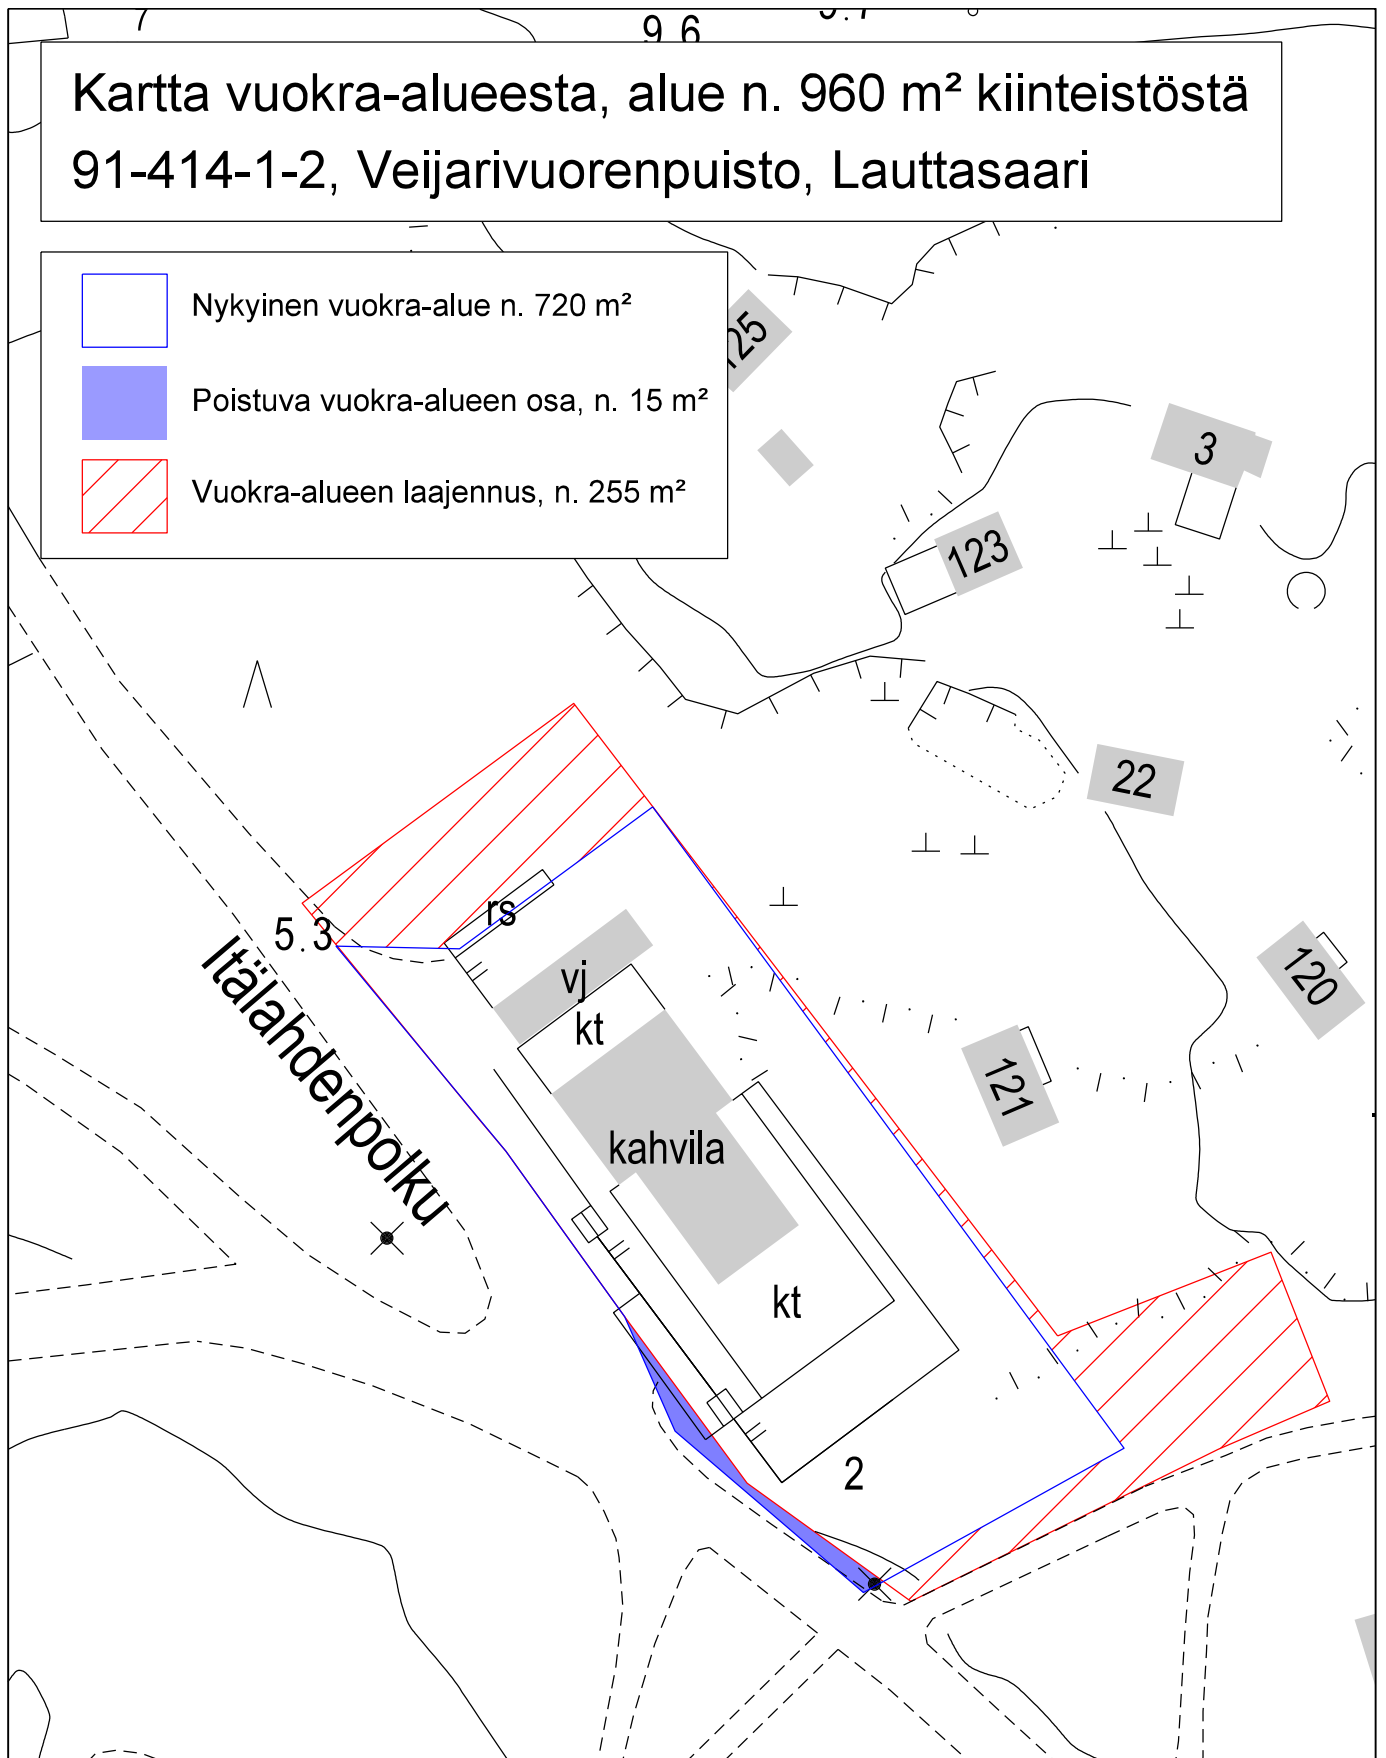 7
9.6
Kartta vuokra-alueesta, alue n. 960 m² kiinteistöstä
91-414-1-2, Veijarivuorenpuisto, Lauttasaari
Nykyinen vuokra-alue n. 720 m²
Poistuva vuokra-alueen osa, n. 15 m²
Vuokra-alueen laajennus, n. 255 m²
125
3
123
22
rs
5.3
vj
kt
Itälahdenpolku
120
121
kahvila
kt
2